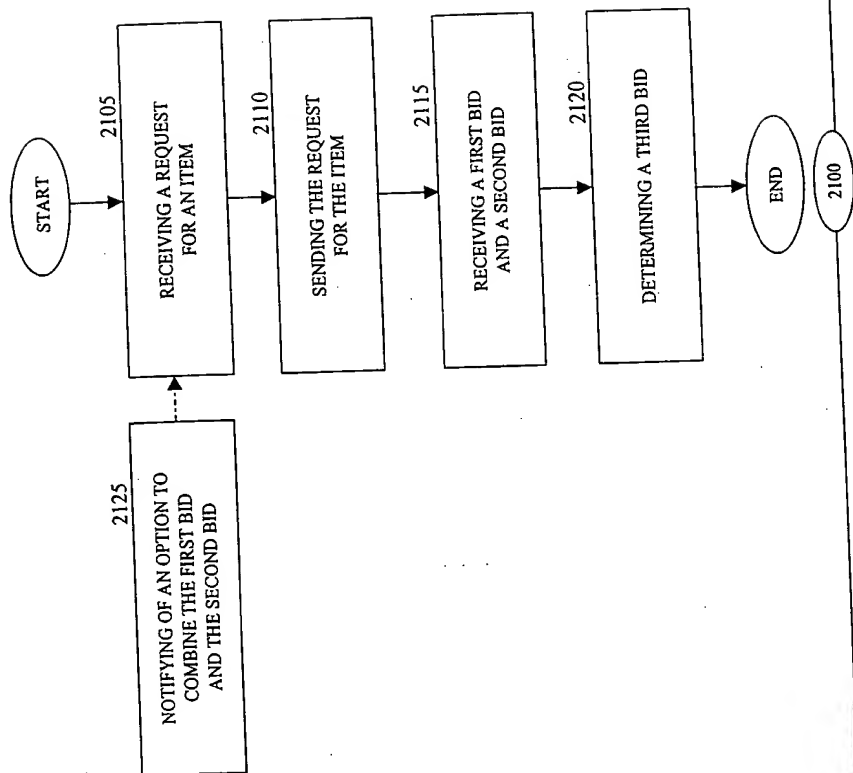 START
2105
RECEIVING A REQUEST
FOR AN ITEM
2110
SENDING THE REQUEST
FOR THE ITEM
2115
RECEIVING A FIRST BID
AND A SECOND BID
2120
DETERMINING A THIRD BID
END
2100
2125
NOTIFYING OF AN OPTION TO
COMBINE THE FIRST BID
AND THE SECOND BID